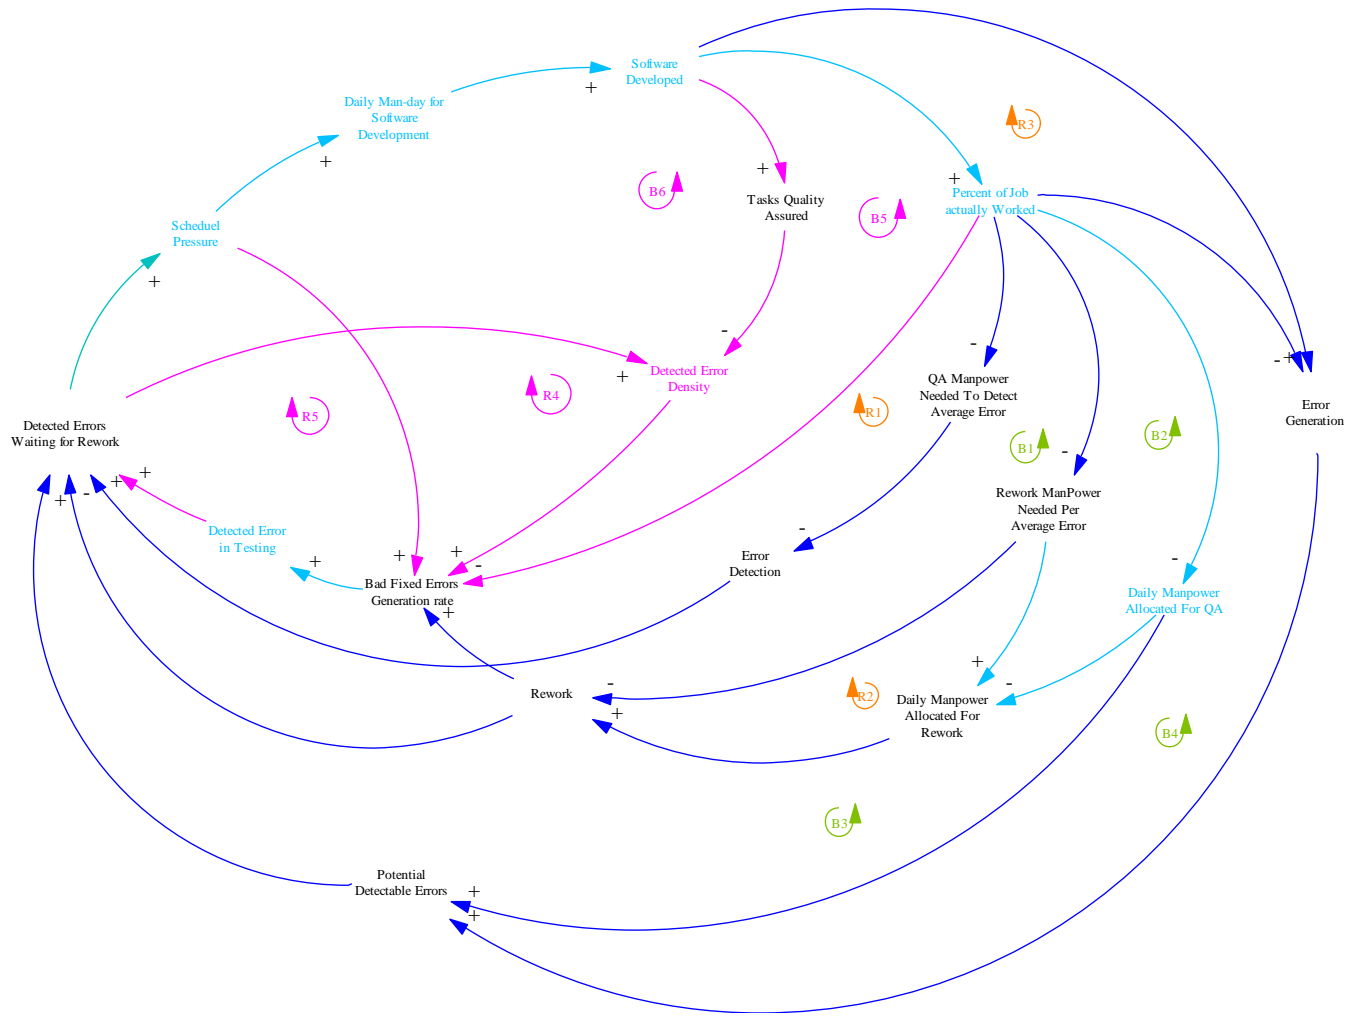 Software
Developed
+
Daily Man-day for
Software
Development
+
R3
+
+
B6
Tasks Quality
Assured
B5
Percent of Job
actually Worked
Scheduel
Pressure
+
-
-
-
+
Detected Error
Density
+
R4
R5
QA Manpower
Needed To Detect
Average Error
R1
Error
Generation
Detected Errors
Waiting for Rework
B1
B2
-
+
+
-
+
Rework ManPower
Needed Per
Average Error
Detected Error
in Testing
-
+
+
+
-
Error
Detection
-
Bad Fixed Errors
Generation rate
+
Daily Manpower
Allocated For QA
+
-
-
Rework
+
R2
Daily Manpower
Allocated For
Rework
B4
B3
Potential
Detectable Errors
+
+